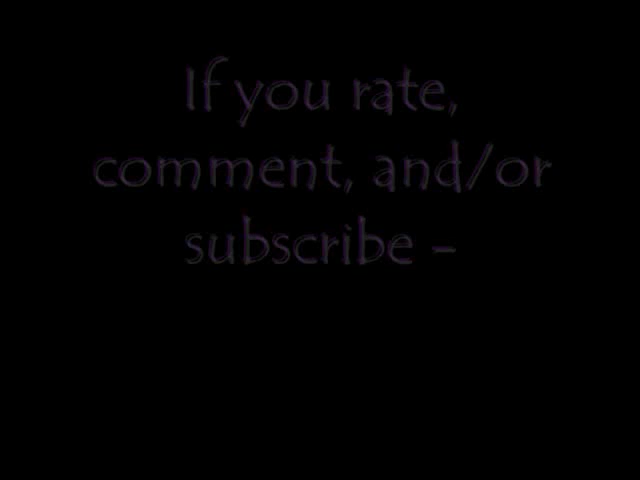 If you rate,
comment, and/or
subscribe -